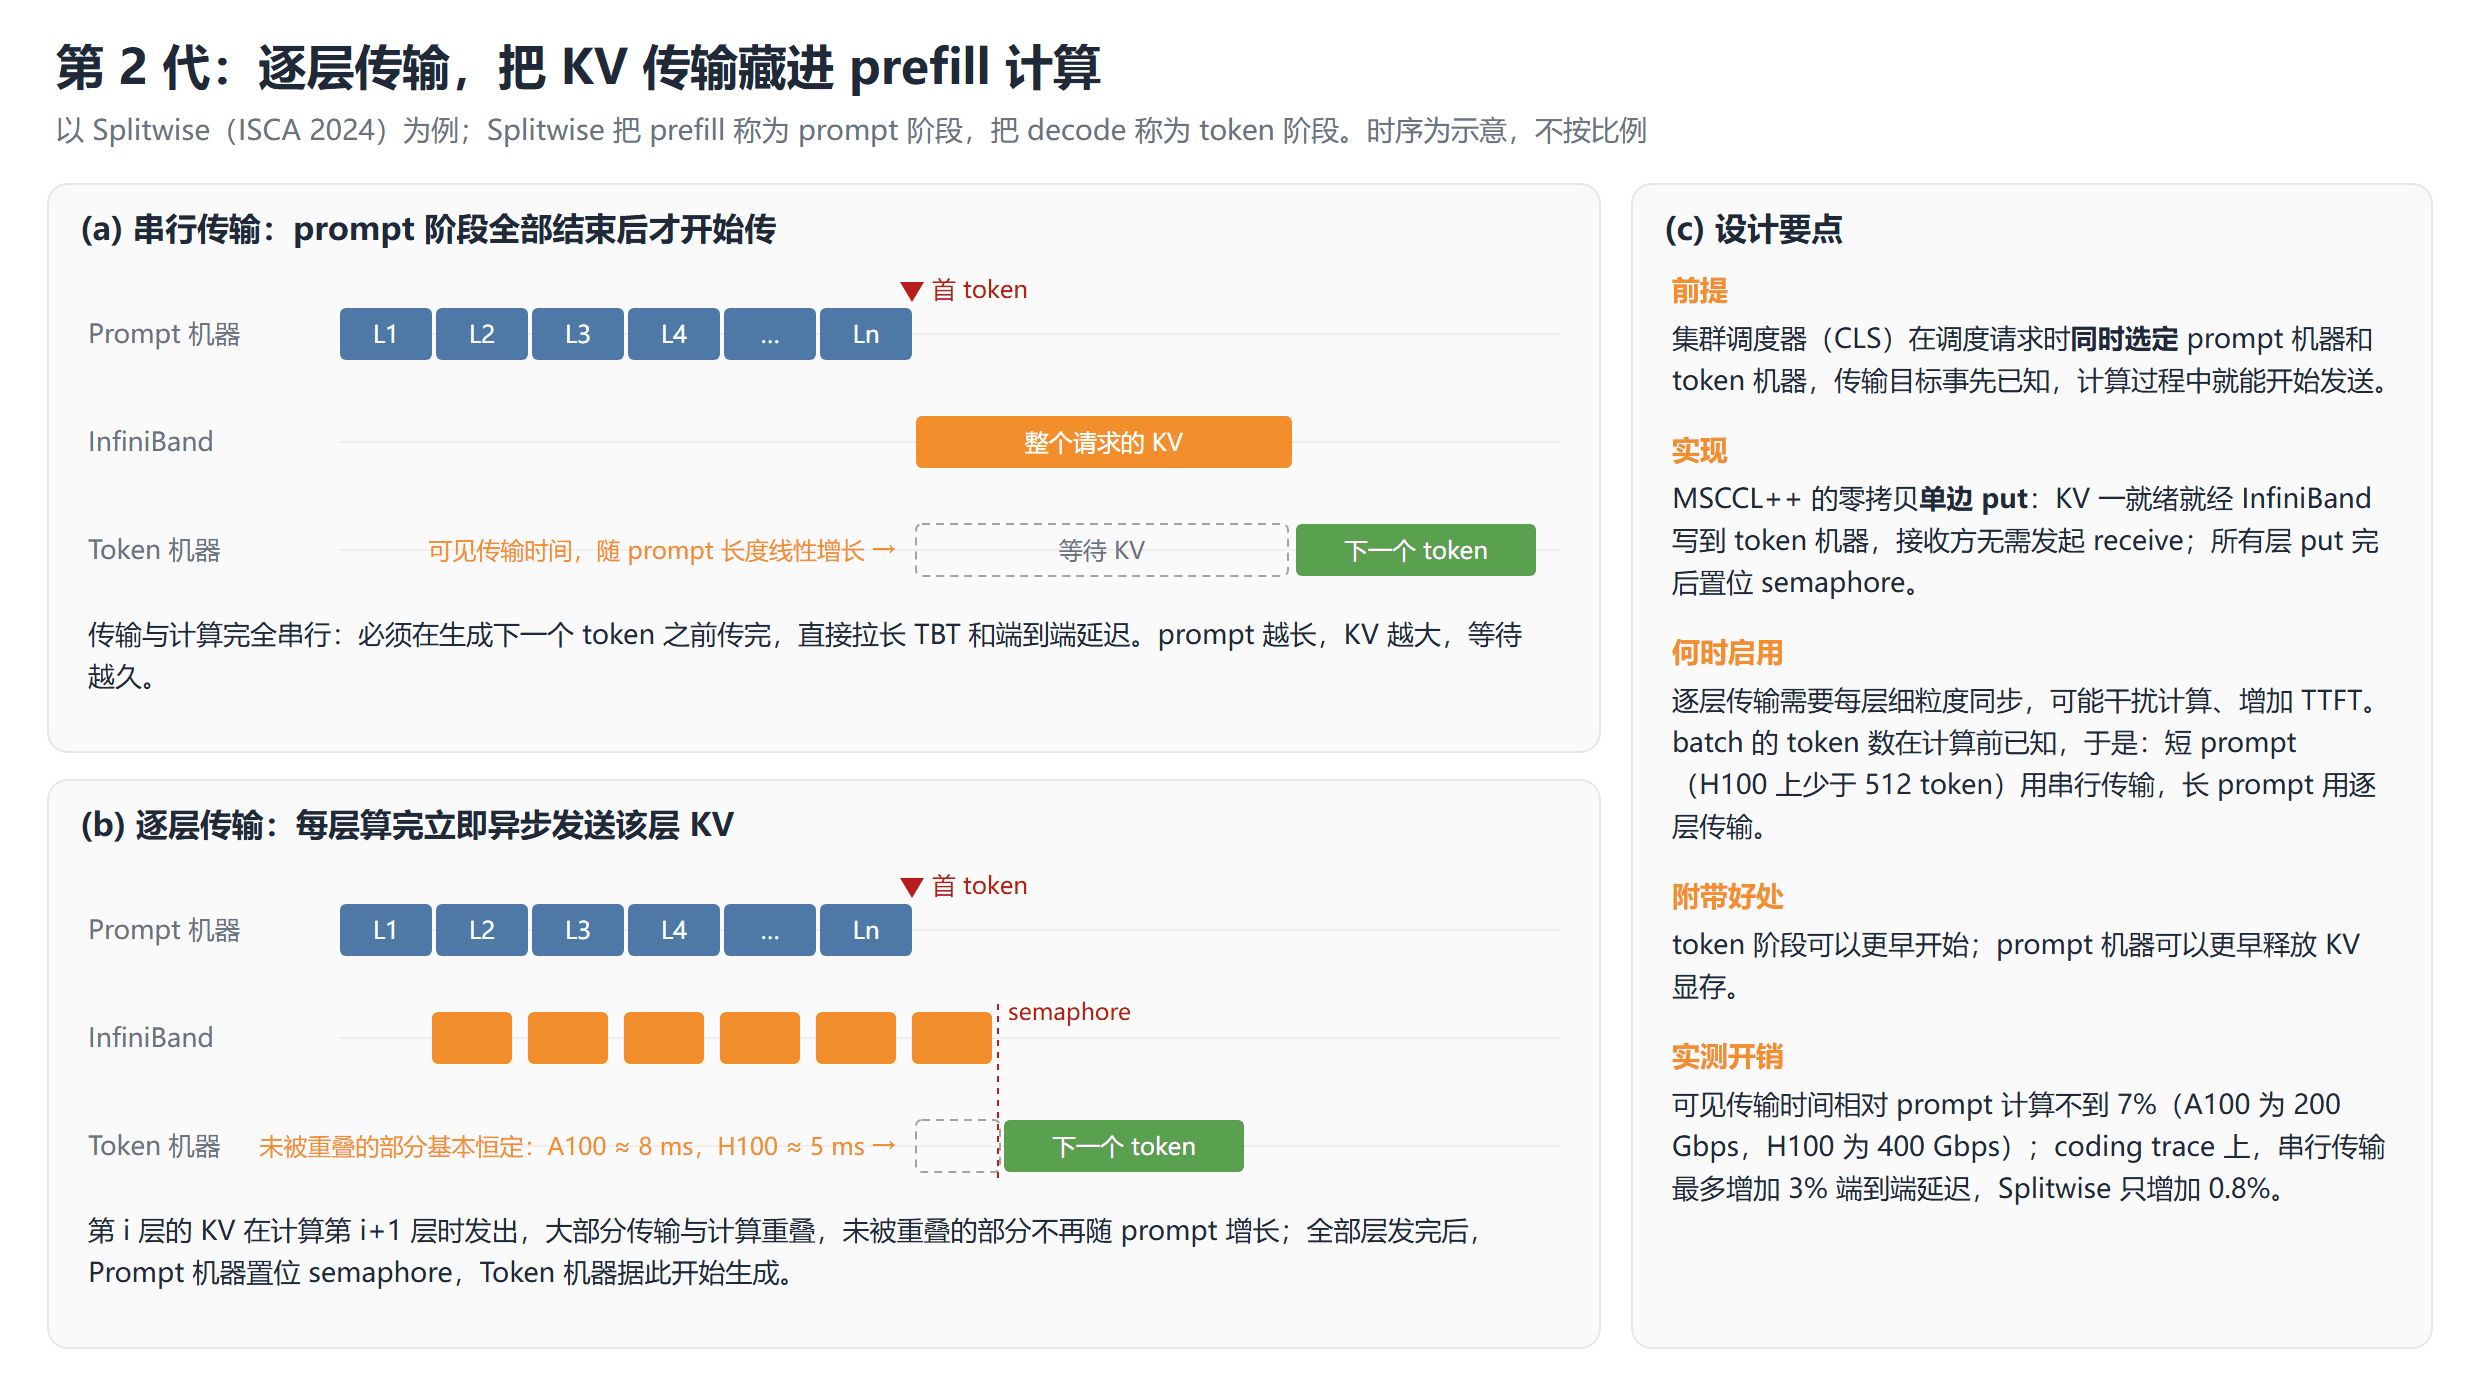 第 2 代：逐层传输，把 KV 传输藏进 prefill 计算
以 Splitwise（ISCA 2024）为例；Splitwise 把 prefill 称为 prompt 阶段，把 decode 称为 token 阶段。时序为示意，不按比例
(a) 串行传输：prompt 阶段全部结束后才开始传
首 token
Prompt 机器
L1
L2
L3
L4
...
Ln
InfiniBand
整个请求的 KV
Token 机器
可见传输时间，随 prompt 长度线性增长 →
等待 KV
下一个 token
传输与计算完全串行：必须在生成下一个 token 之前传完，直接拉长 TBT 和端到端延迟。prompt 越长，KV 越大，等待
越久。
(b) 逐层传输：每层算完立即异步发送该层 KV
首 token
Prompt 机器
L1
L2
L3
L4
...
Ln
semaphore
InfiniBand
Token 机器
未被重叠的部分基本恒定：A100 ≈ 8 ms，H100 ≈ 5 ms →
下一个 token
第 i 层的 KV 在计算第 i+1 层时发出，大部分传输与计算重叠，未被重叠的部分不再随 prompt 增长；全部层发完后，
Prompt 机器置位 semaphore，Token 机器据此开始生成。
(c) 设计要点
前提
集群调度器（CLS）在调度请求时同时选定 prompt 机器和
token 机器，传输目标事先已知，计算过程中就能开始发送。
实现
MSCCL++ 的零拷贝单边 put：KV 一就绪就经 InfiniBand
写到 token 机器，接收方无需发起 receive；所有层 put 完
后置位 semaphore。
何时启用
逐层传输需要每层细粒度同步，可能干扰计算、增加 TTFT。
batch 的 token 数在计算前已知，于是：短 prompt
（H100 上少于 512 token）用串行传输，长 prompt 用逐
层传输。
附带好处
token 阶段可以更早开始；prompt 机器可以更早释放 KV
显存。
实测开销
可见传输时间相对 prompt 计算不到 7%（A100 为 200
Gbps，H100 为 400 Gbps）；coding trace 上，串行传输
最多增加 3% 端到端延迟，Splitwise 只增加 0.8%。